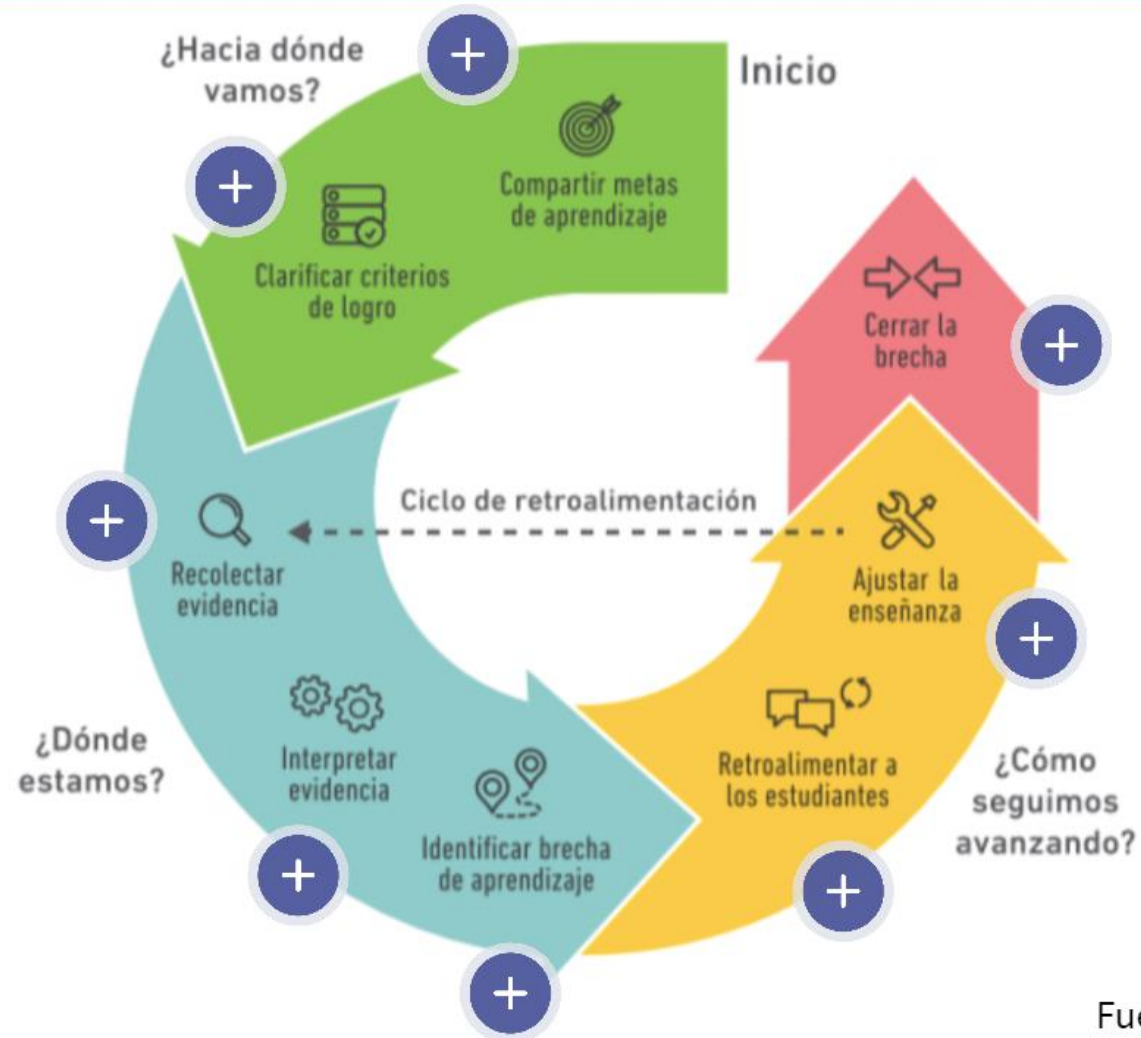 ¿Hacia dónde
vamos?
Inicio
Compartir metas
de aprendizaje
Clarificar criterios
de logro
Recolectar
evidencia
¿Dónde
estamos?
Interpretar
evidencia
Identificar brecha
de aprendizaje
Ciclo de retroalimentación
Retroalimentar a
los estudiantes
¿Cómo
seguimos
avanzando?
Ajustar la
enseñanza
Cerrar la
brecha